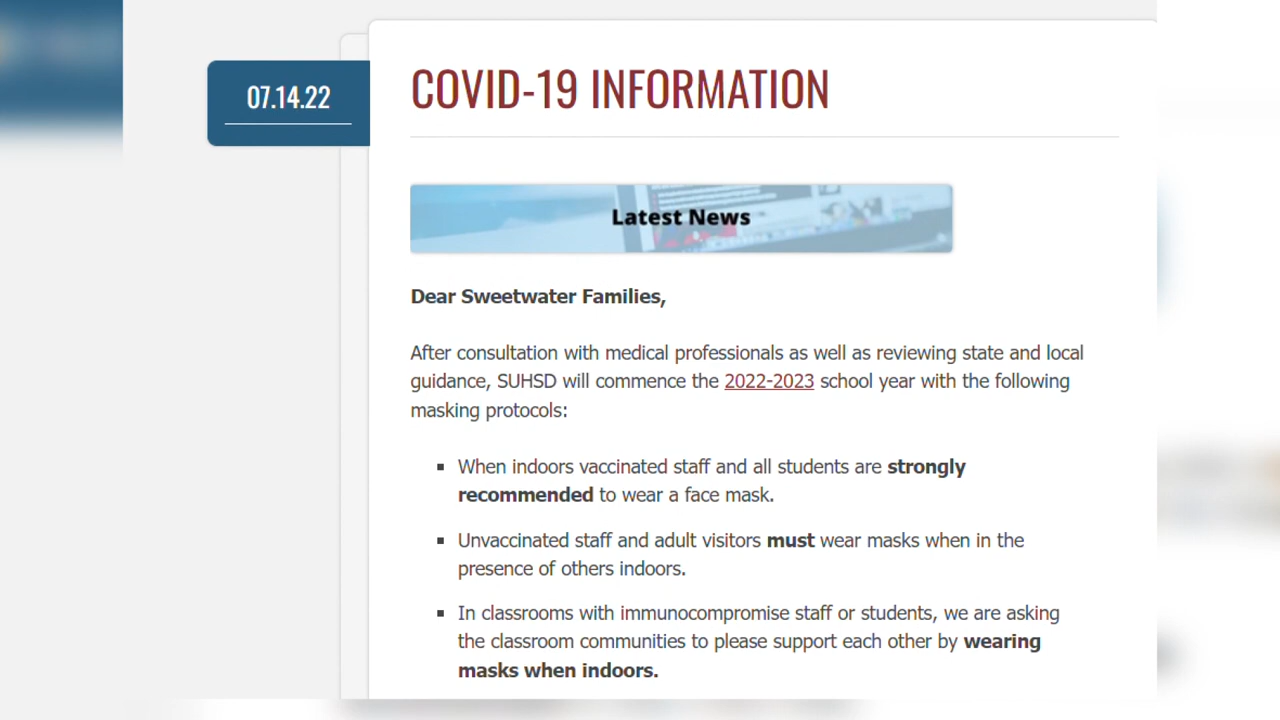 07.14.22
COVID-19 INFORMATION
Latest News
Dear Sweetwater Families,
After consultation with medical professionals as well as reviewing state and local
guidance, SUHSD will commence the 2022-2023 school year with the following
masking protocols:
▪ When indoors vaccinated staff and all students are strongly
recommended to wear a face mask.
▪ Unvaccinated staff and adult visitors must wear masks when in the
presence of others indoors.
▪ In classrooms with immunocompromise staff or students, we are asking
the classroom communities to please support each other by wearing
masks when indoors.